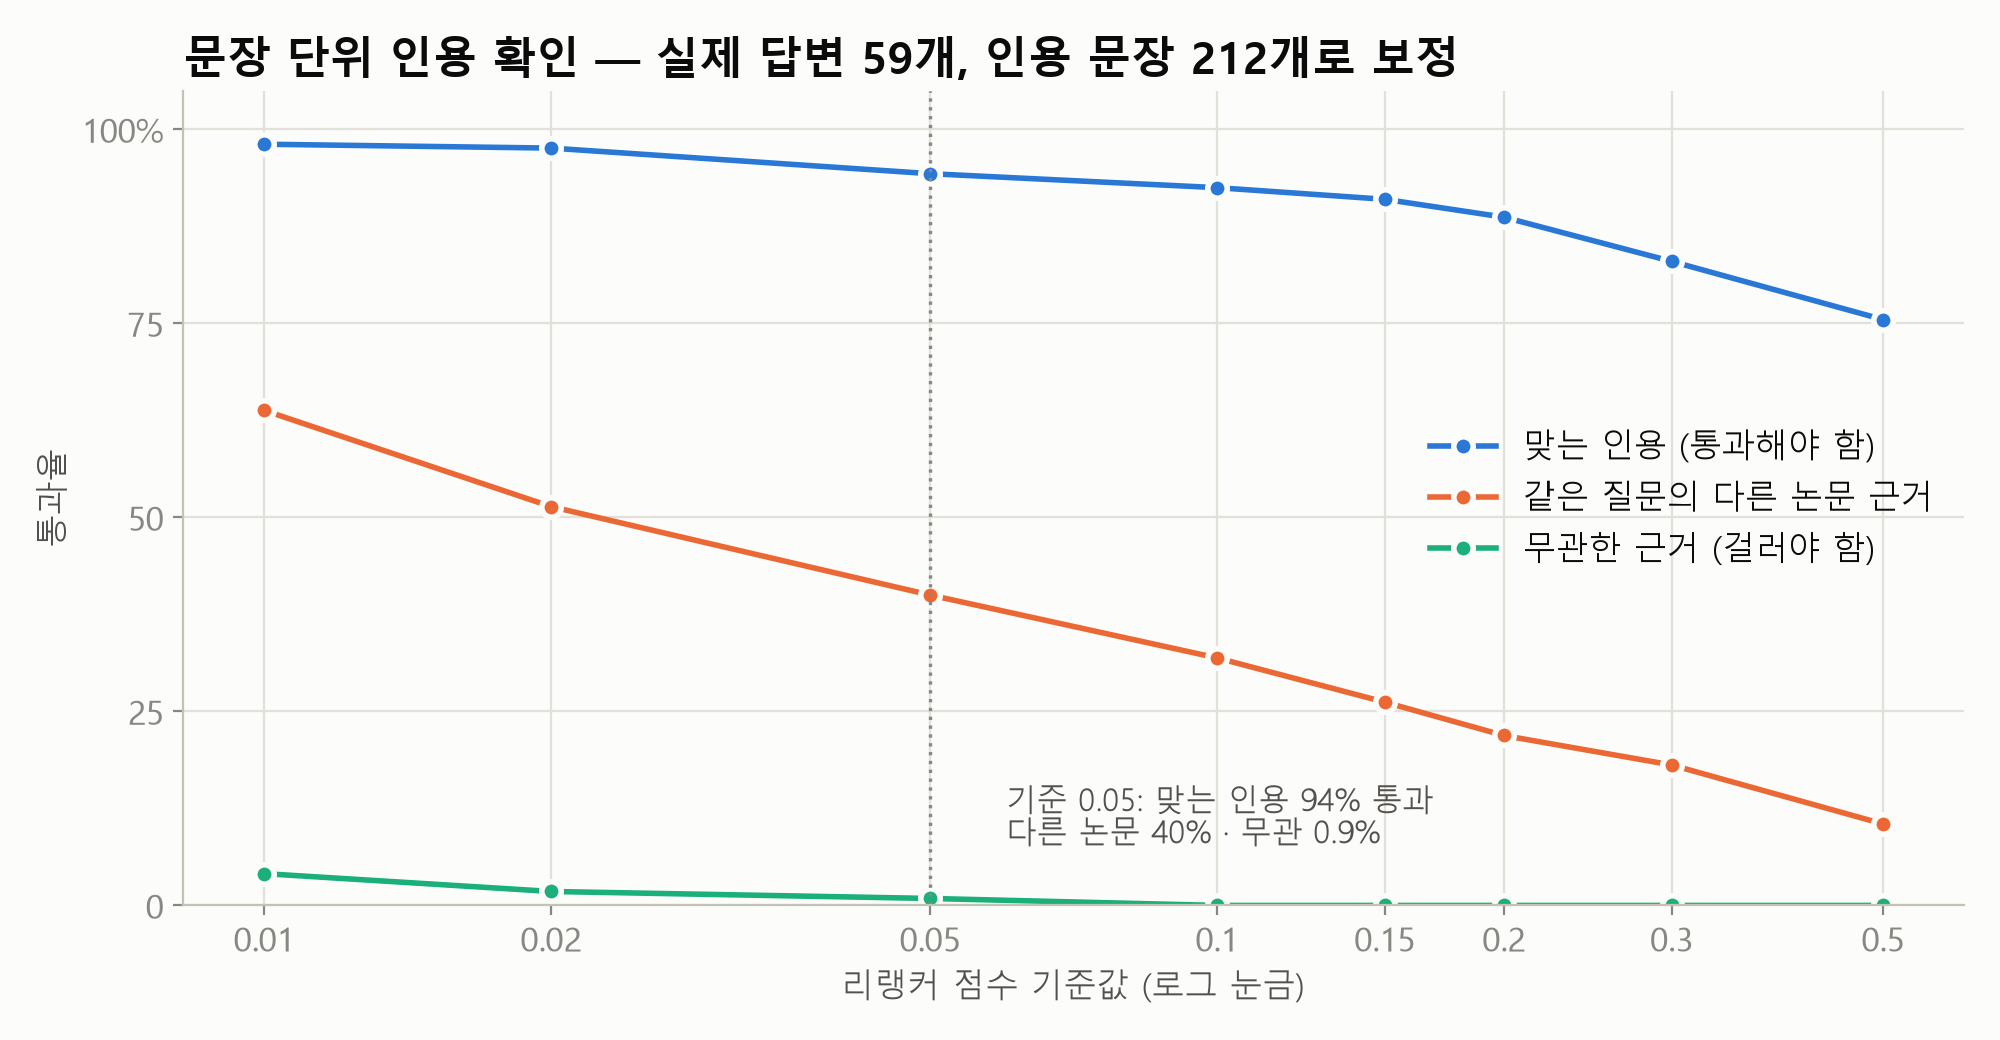 문장 단위 인용 확인 — 실제 답변 59개, 인용 문장 212개로 보정
통과율
100%
75
50
25
0
맞는 인용 (통과해야 함)
같은 질문의 다른 논문 근거
무관한 근거 (걸러야 함)
기준 0.05: 맞는 인용 94% 통과
다른 논문 40% · 무관 0.9%
0.01 0.02 0.05 0.1 0.15 0.2 0.3 0.5
리랭커 점수 기준값 (로그 눈금)